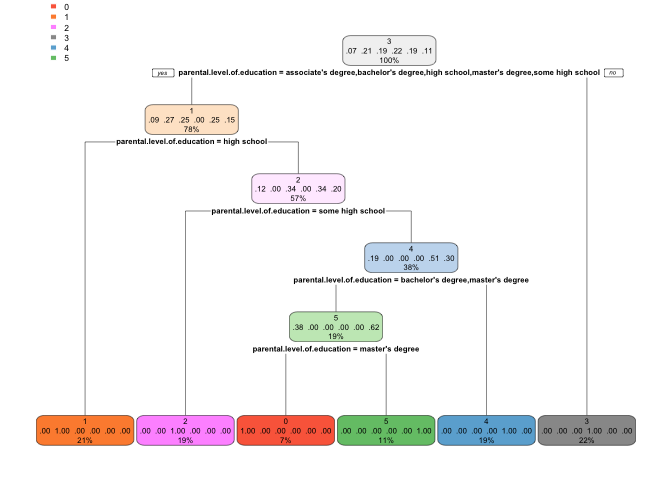 0
1
2
3
4
5
3
.07 .21 .19 .22 .19 .11
100%
yes parental.level.of.education = associate's degree,bachelor's degree,high school,master's degree,some high school no
1
.09 .27 .25 .00 .25 .15
78%
parental.level.of.education = high school
2
.12 .00 .34 .00 .34 .20
57%
parental.level.of.education = some high school
4
.19 .00 .00 .00 .51 .30
38%
parental.level.of.education = bachelor's degree,master's degree
5
.38 .00 .00 .00 .00 .62
19%
parental.level.of.education = master's degree
1
.00 1.00 .00 .00 .00 .00
21%
2
.00 .00 1.00 .00 .00 .00
19%
0
1.00 .00 .00 .00 .00 .00
7%
5
.00 .00 .00 .00 .00 1.00
11%
4
.00 .00 .00 .00 1.00 .00
19%
3
.00 .00 .00 1.00 .00 .00
22%